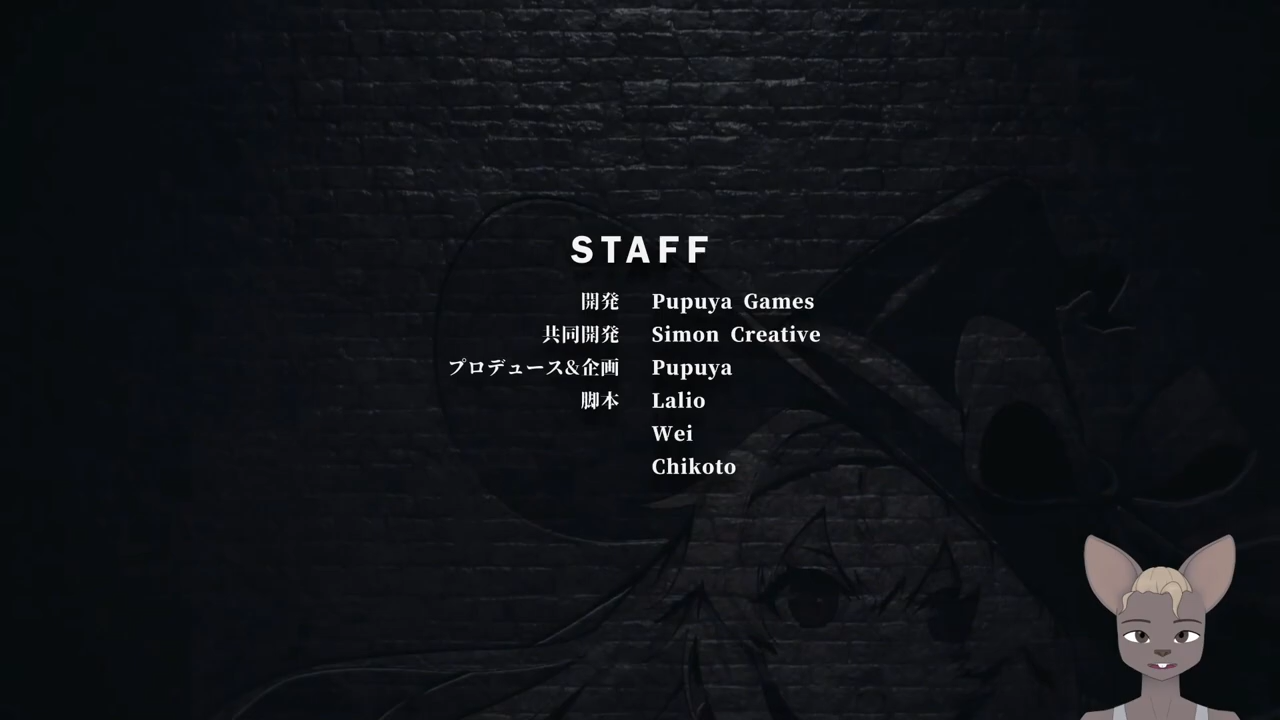 STAFF
開発 Pupuya Games
共同開発 Simon Creative
プロデュース&企画 Pupuya
脚本 Lalio
Wei
Chikoto